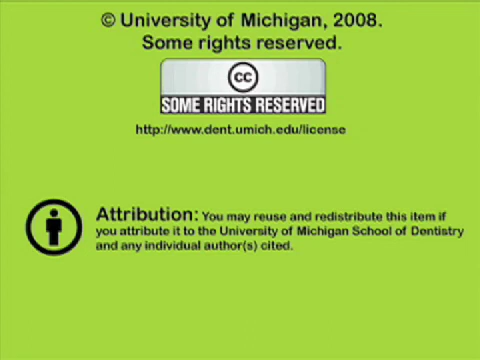 © University of Michigan, 2008.
Some rights reserved.
cc
SOME RIGHTS RESERVED
http://www.dent.umich.edu/license
Attribution: You may reuse and redistribute this item if
you attribute it to the University of Michigan School of Dentistry
and any individual author(s) cited.